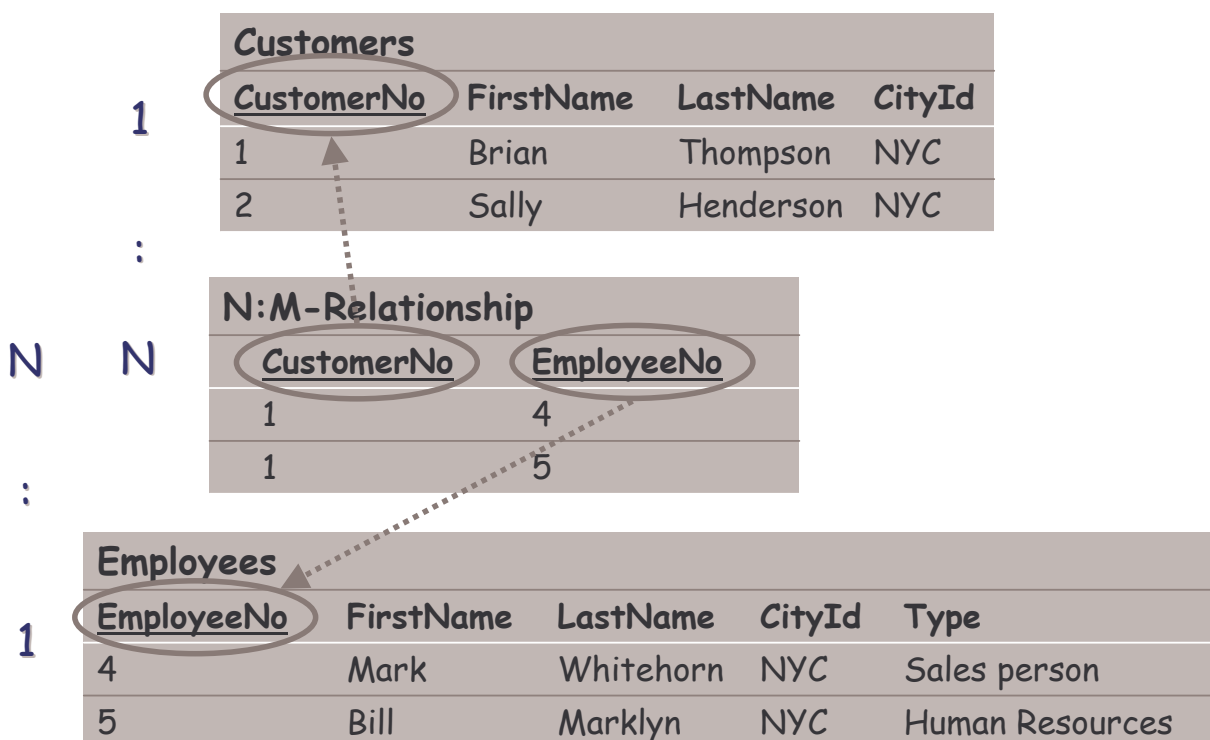 Customers
CustomerNo FirstName LastName CityId
1
1 Brian Thompson NYC
2 Sally Henderson NYC
:
N:M-Relationship
N N
CustomerNo EmployeeNo
1 4
1 5
:
Employees
EmployeeNo FirstName LastName CityId Type
1
4 Mark Whitehorn NYC Sales person
5 Bill Marklyn NYC Human Resources